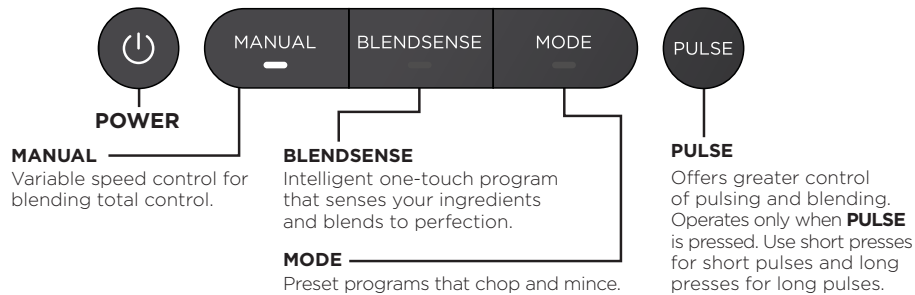 MANUAL
BLENDSENSE
MODE
PULSE
POWER
MANUAL
Variable speed control for
blending total control.
BLENDSENSE
Intelligent one-touch program
that senses your ingredients
and blends to perfection.
MODE
Preset programs that chop and mince.
PULSE
Offers greater control
of pulsing and blending.
Operates only when PULSE
is pressed. Use short presses
for short pulses and long
presses for long pulses.